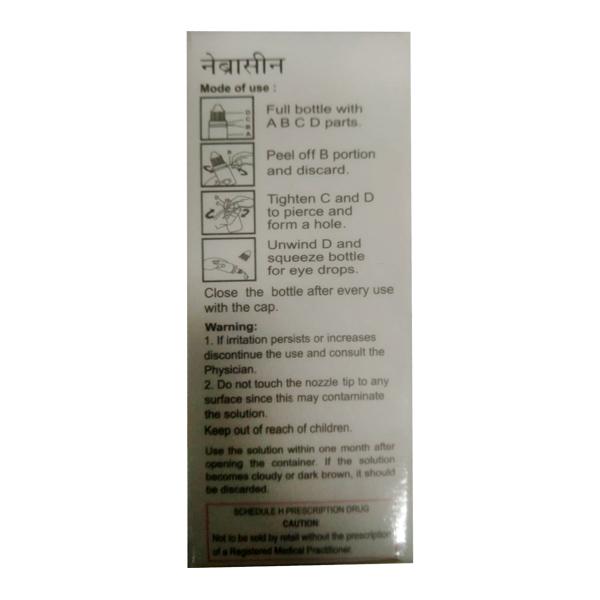 नेब्रासीन
Mode of use :
D
C
B
A
Full bottle with
A B C D parts.
Peel off B portion
and discard.
Tighten C and D
to pierce and
form a hole.
Unwind D and
squeeze bottle
for eye drops.
Close the bottle after every use
with the cap.
Warning:
1. If irritation persists or increases
discontinue the use and consult the
Physician.
2. Do not touch the nozzle tip to any
surface since this may contaminate
the solution.
Keep out of reach of children.
Use the solution within one month after
opening the container. If the solution
becomes cloudy or dark brown, it should
be discarded.
SCHEDULE H PRESCRIPTION DRUG
CAUTION
Not to be sold by retail without the prescription
of a Registered Medical Practitioner.